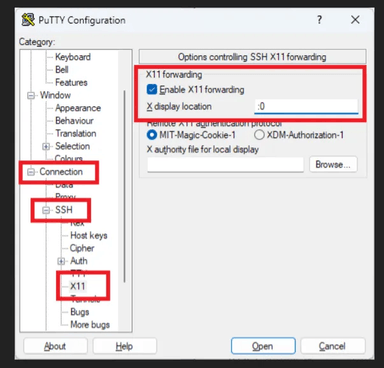 PuTTY Configuration
? ×
Category:
Keyboard
Bell
Features
Window
Appearance
Behaviour
Translation
Selection
Colours
Connection
Data
Proxy
SSH
Kex
Host keys
Cipher
Auth
TTY
X11
Tunnels
Bugs
More bugs
Options controlling SSH X11 forwarding
X11 forwarding
Enable X11 forwarding
X display location :0
Remote X11 authentication protocol
MIT-Magic-Cookie-1 XDM-Authorization-1
X authority file for local display
Browse...
About Help Open Cancel